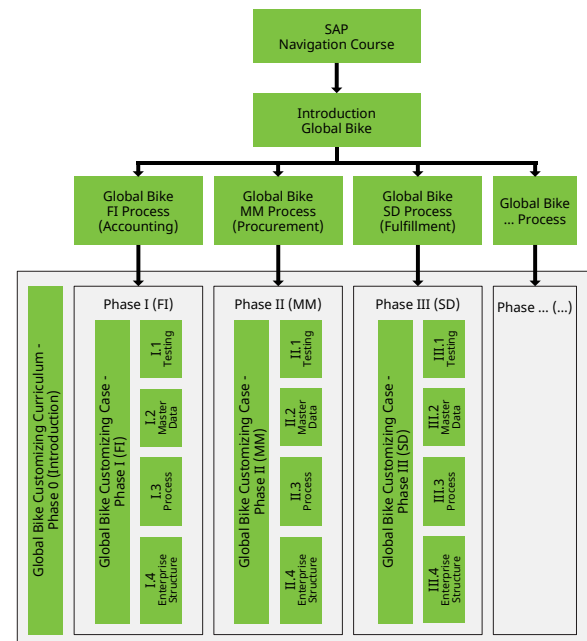 SAP
Navigation Course
Introduction
Global Bike
Global Bike
FI Process
(Accounting)
Global Bike
MM Process
(Procurement)
Global Bike
SD Process
(Fulfillment)
Global Bike
... Process
Global Bike Customizing Curriculum -
Phase 0 (Introduction)
Phase I (FI)
Global Bike Customizing Case -
Phase I (FI)
I.1
Testing
I.2
Master
Data
I.3
Process
I.4
Enterprise
Structure
Phase II (MM)
Global Bike Customizing Case -
Phase II (MM)
II.1
Testing
II.2
Master
Data
II.3
Process
II.4
Enterprise
Structure
Phase III (SD)
Global Bike Customizing Case -
Phase III (SD)
III.1
Testing
III.2
Master
Data
III.3
Process
III.4
Enterprise
Structure
Phase ... (...)